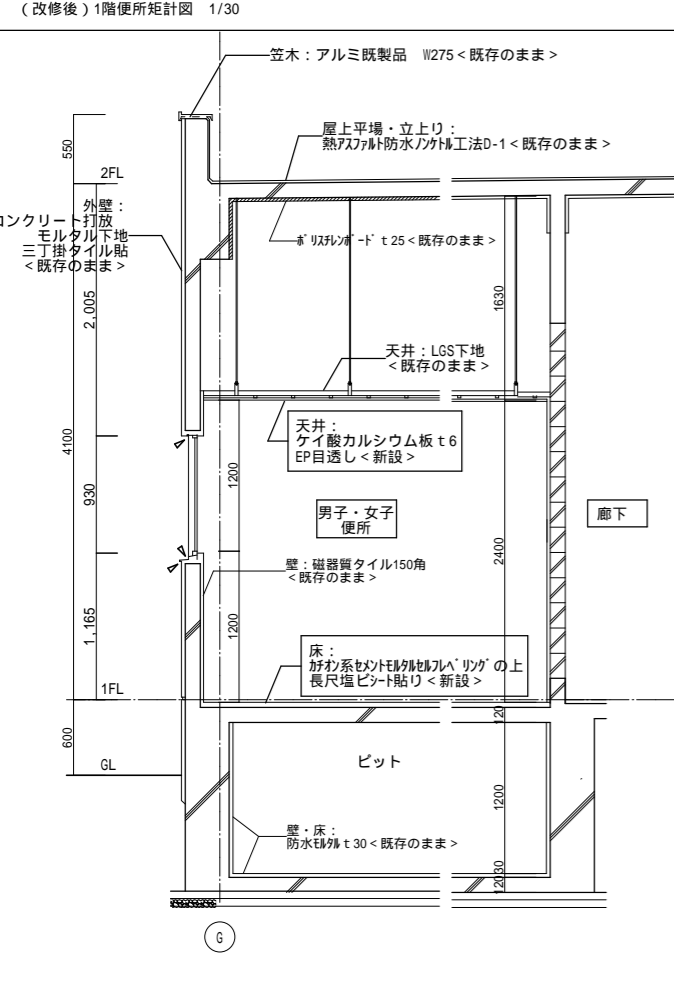 (改修後)1階便所矩計図 1/30
笠木:アルミ既製品 W275<既存のまま>
屋上平場・立上り:
熱アスファルト防水ノンケトル工法D-1<既存のまま>
550
2FL
外壁:
コンクリート打放
モルタル下地
三丁掛タイル貼
<既存のまま>
ポリスチレンボード t25<既存のまま>
2,005
1630
天井:LGS下地
<既存のまま>
天井:
ケイ酸カルシウム板t6
EP目透し<新設>
4100
930
1200
男子・女子
便所
廊下
2400
壁:磁器質タイル150角
<既存のまま>
1,165
1200
床:
カチオン系セメントモルタルセルフレベリングの上
長尺塩ビシート貼り<新設>
1FL
120
600
GL
ピット
1200
壁・床:
防水モルタルt30<既存のまま>
12030
G